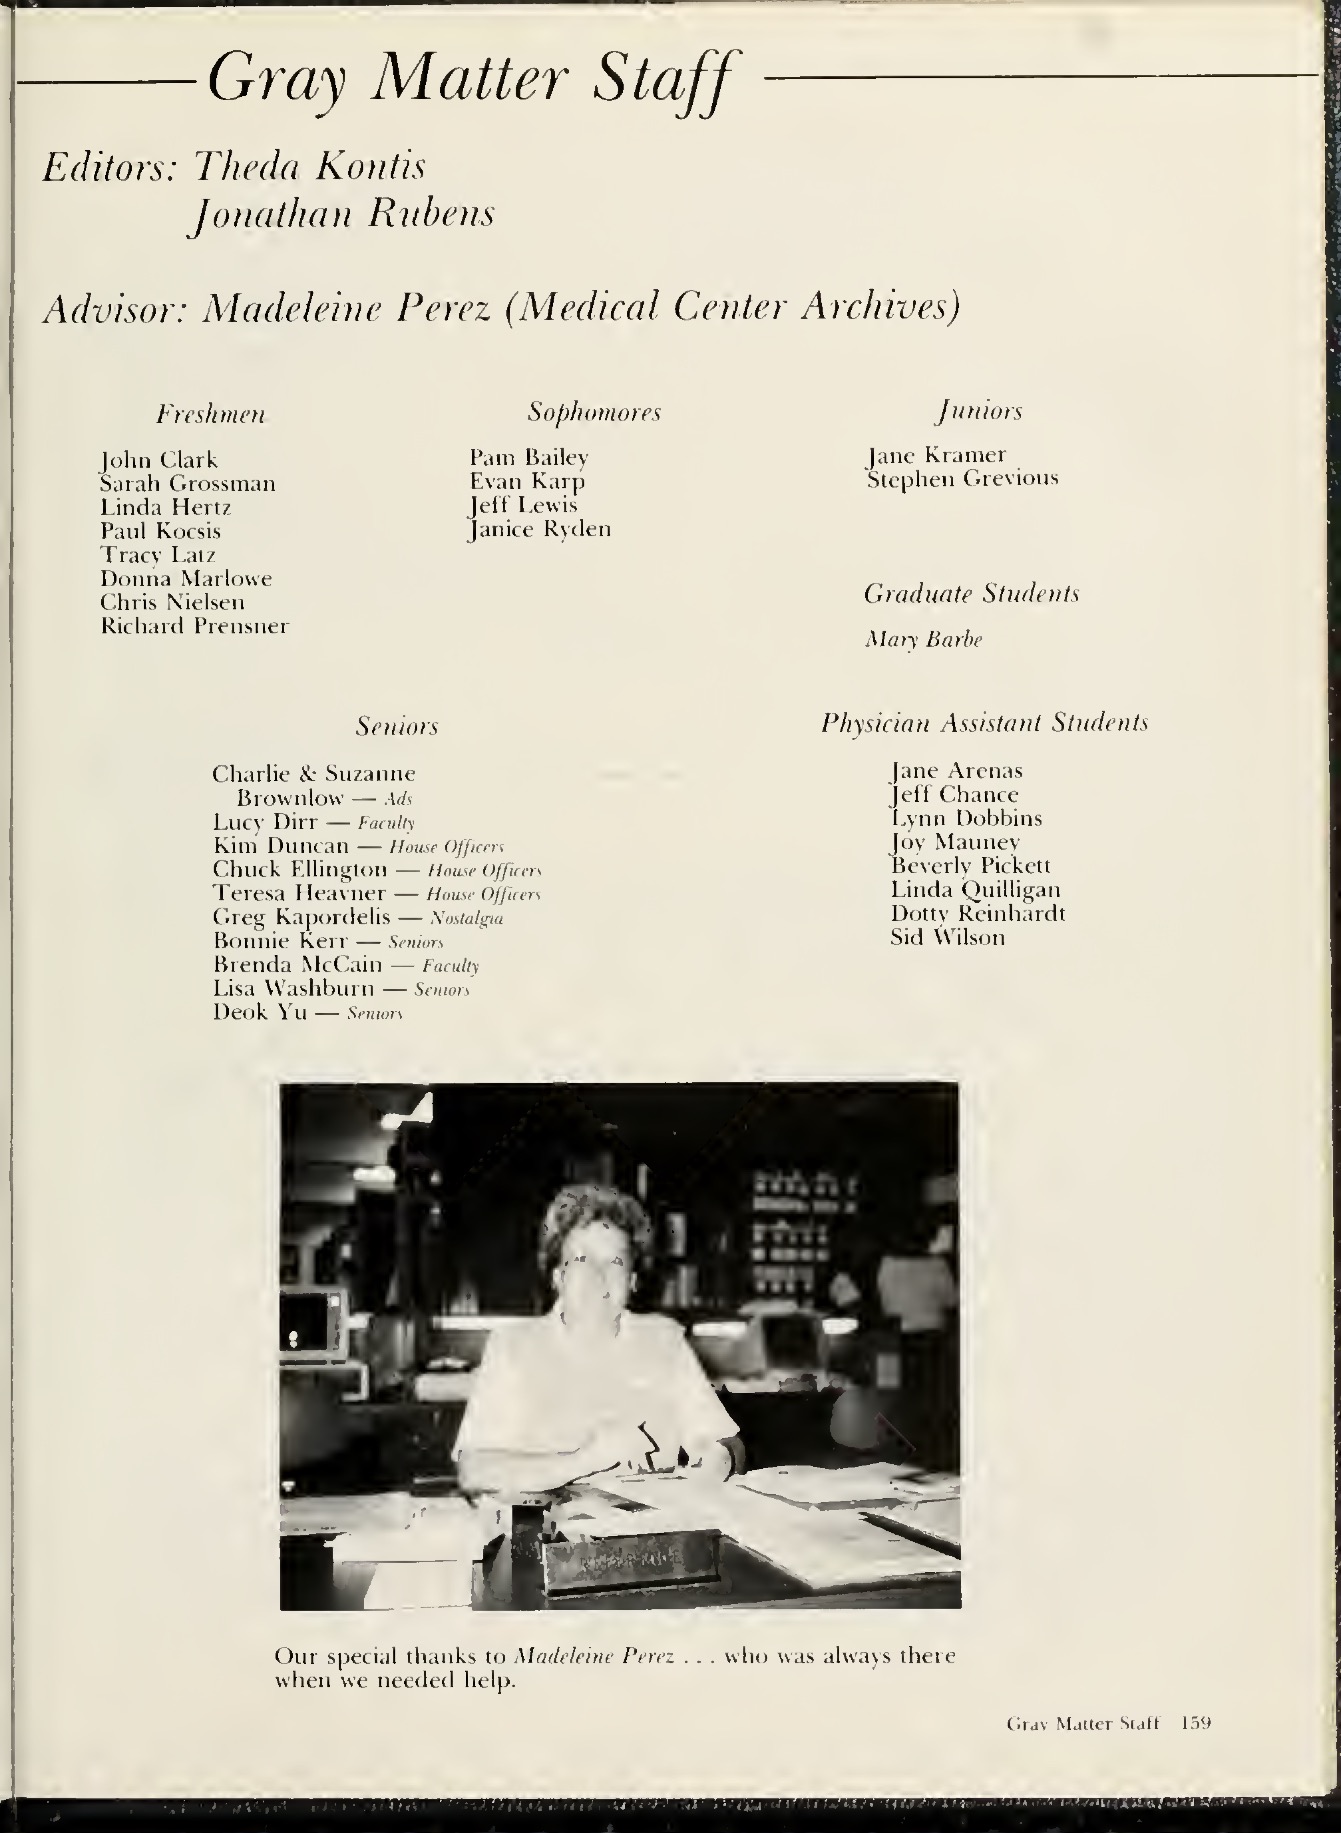 Gray Matter Staff
Editors: Theda Kontis
Jonathan Rubens
Advisor: Madeleine Perez (Medical Center Archives)
Freshmen
John Clark
Sarah Grossman
Linda Hertz
Paul Kocsis
Tracy Latz
Donna Marlowe
Chris Nielsen
Richard Prensner
Sophomores
Pam Bailey
Evan Karp
Jeff Lewis
Janice Ryden
Juniors
Jane Kramer
Stephen Grevious
Graduate Students
Mary Barbe
Seniors
Charlie & Suzanne
Brownlow — Ads
Lucy Dirr — Faculty
Kim Duncan — House Officers
Chuck Ellington — House Officers
Teresa Heavner — House Officers
Greg Kapordelis — Nostalgia
Bonnie Kerr — Seniors
Brenda McCain — Faculty
Lisa Washburn — Seniors
Deok Yu — Seniors
Physician Assistant Students
Jane Arenas
Jeff Chance
Lynn Dobbins
Joy Mauney
Beverly Pickett
Linda Quilligan
Dotty Reinhardt
Sid Wilson
Our special thanks to Madeleine Perez . . . who was always there
when we needed help.
Gray Matter Staff 159